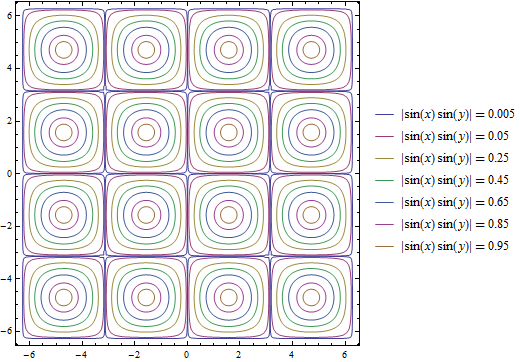 6
4
2
0
−2
−4
−6
−6 −4 −2 0 2 4 6
|sin(x) sin(y)| = 0.005
|sin(x) sin(y)| = 0.05
|sin(x) sin(y)| = 0.25
|sin(x) sin(y)| = 0.45
|sin(x) sin(y)| = 0.65
|sin(x) sin(y)| = 0.85
|sin(x) sin(y)| = 0.95